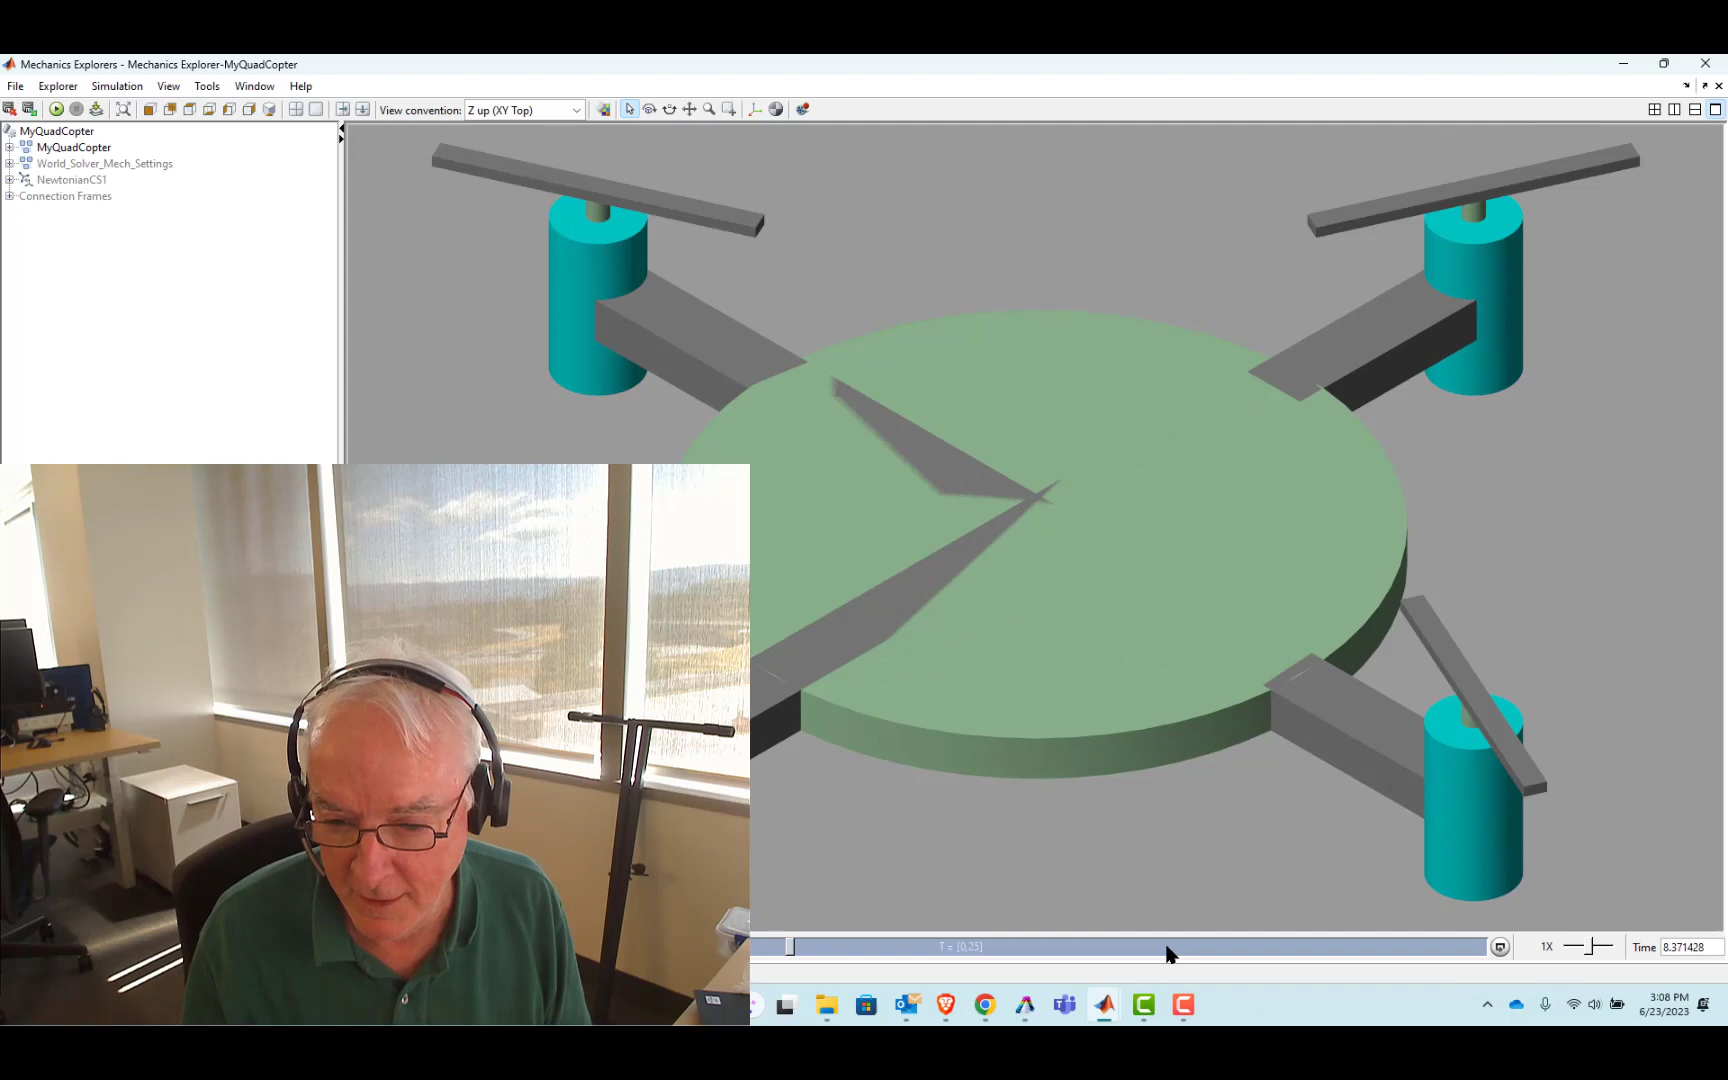 Mechanics Explorers - Mechanics Explorer-MyQuadCopter
File Explorer Simulation View Tools Window Help
View convention: Z up (XY Top)
MyQuadCopter
MyQuadCopter
World_Solver_Mech_Settings
NewtonianCS1
Connection Frames
T = [0,25]
1X
Time 8.371428
3:08 PM
6/23/2023